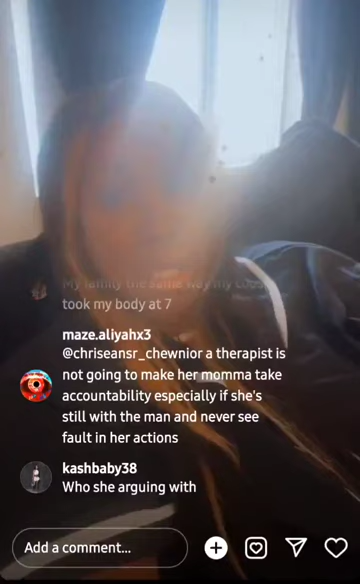 My family the same way my
took my body at 7
maze.aliyahx3
@chriseansr_chewnior a therapist is
not going to make her momma take
accountability especially if she's
still with the man and never see
fault in her actions
kashbaby38
Who she arguing with
Add a comment...